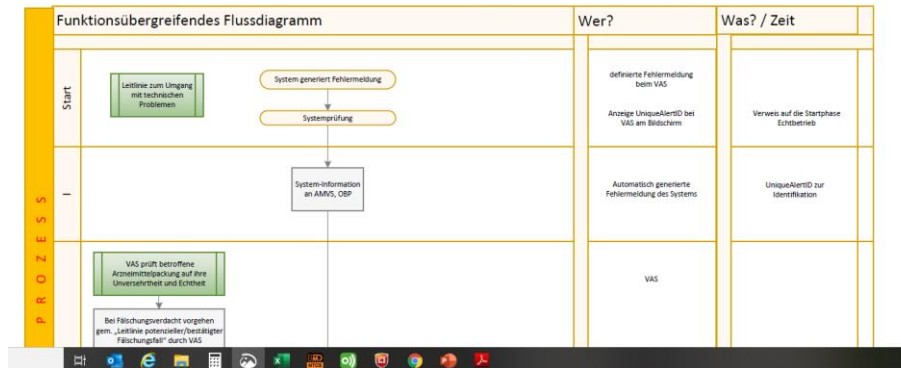 Funktionsübergreifendes Flussdiagramm
Wer?
Was? / Zeit
PROZESS
Start
Leitlinie zum Umgang
mit technischen
Problemen
System generiert Fehlermeldung
Systemprüfung
definierte Fehlermeldung
beim VAS
Anzeige UniqueAlertID bei
VAS am Bildschirm
Verweis auf die Startphase
Echtbetrieb
I
System-Information
an AMVS, OBP
Automatisch generierte
Fehlermeldung des Systems
UniqueAlertID zur
Identifikation
VAS prüft betroffene
Arzneimittelpackung auf ihre
Unversehrtheit und Echtheit
VAS
Bei Fälschungsverdacht vorgehen
gem. „Leitlinie potenzieller/bestätigter
Fälschungsfall" durch VAS